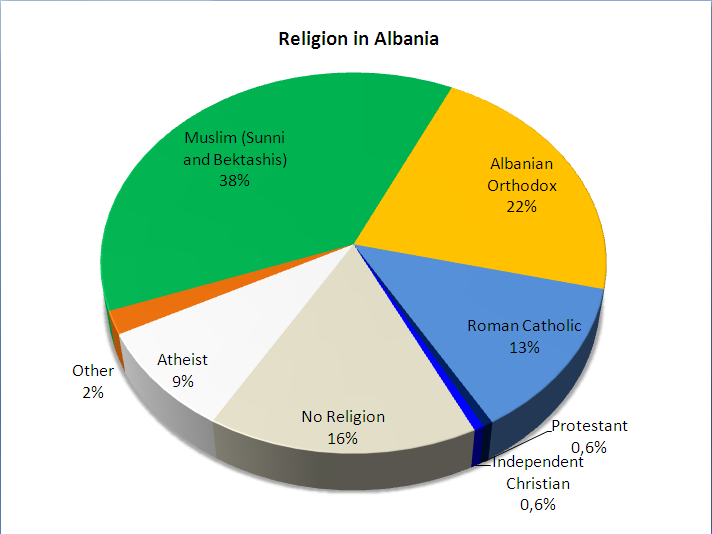 Religion in Albania
Muslim (Sunni
and Bektashis)
38%
Albanian
Orthodox
22%
Roman Catholic
13%
Protestant
0,6%
Independent
Christian
0,6%
No Religion
16%
Atheist
9%
Other
2%